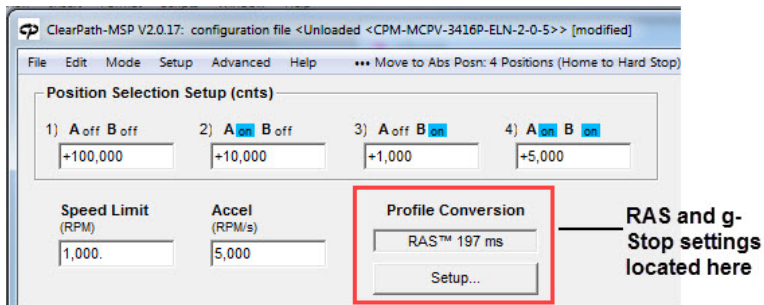 ClearPath-MSP V2.0.17: configuration file <Unloaded <CPM-MCPV-3416P-ELN-2-0-5>> [modified]
File Edit Mode Setup Advanced Help ••• Move to Abs Posn: 4 Positions (Home to Hard Stop)
Position Selection Setup (cnts)
1) A off B off 2) A on B off 3) A off B on 4) A on B on
+100,000 +10,000 +1,000 +5,000
Speed Limit Accel Profile Conversion
(RPM) (RPM/s)
1,000. 5,000 RAS™ 197 ms
Setup...
RAS and g-
Stop settings
located here